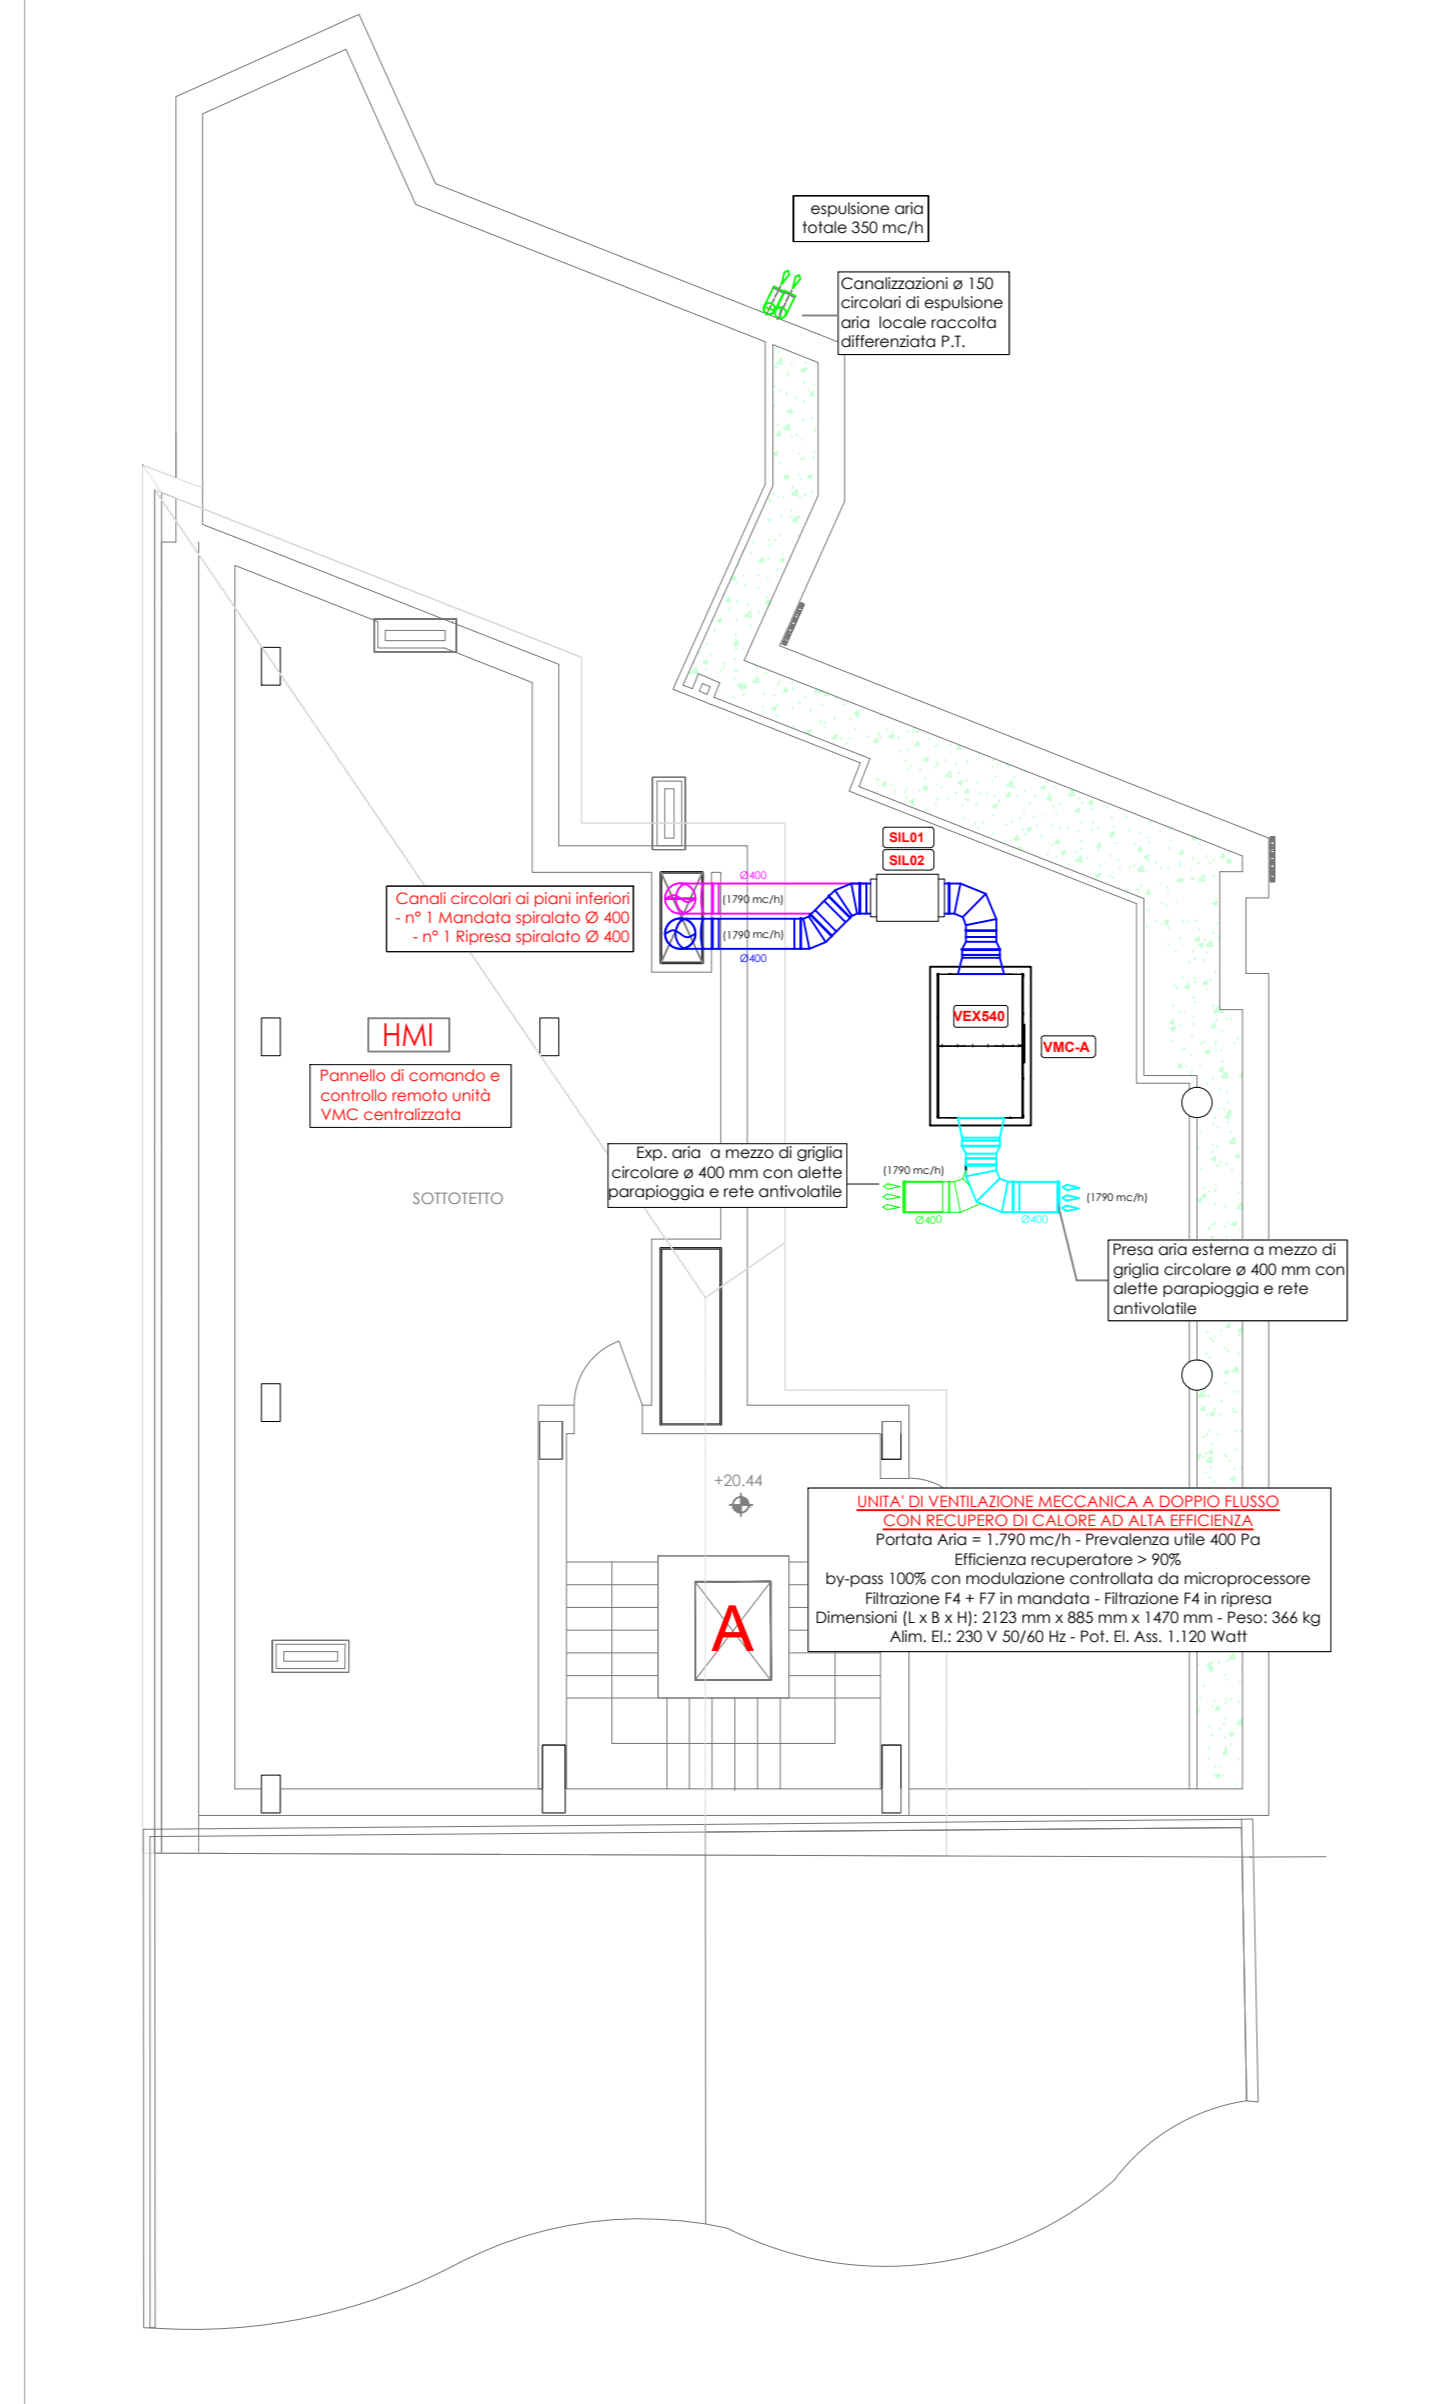 espulsione aria
totale 350 mc/h
Canalizzazioni ø 150
circolari di espulsione
aria locale raccolta
differenziata P.T.
SIL01
SIL02
Ø400
(1790 mc/h)
(1790 mc/h)
Ø400
Canali circolari ai piani inferiori
- n° 1 Mandata spiralato Ø 400
- n° 1 Ripresa spiralato Ø 400
VEX540
VMC-A
HMI
Pannello di comando e
controllo remoto unità
VMC centralizzata
Exp. aria a mezzo di griglia
circolare ø 400 mm con alette
parapioggia e rete antivolatile
(1790 mc/h)
(1790 mc/h)
Ø400
Ø400
SOTTOTETTO
Presa aria esterna a mezzo di
griglia circolare ø 400 mm con
alette parapioggia e rete
antivolatile
+20.44
UNITA' DI VENTILAZIONE MECCANICA A DOPPIO FLUSSO
CON RECUPERO DI CALORE AD ALTA EFFICIENZA
Portata Aria = 1.790 mc/h - Prevalenza utile 400 Pa
Efficienza recuperatore > 90%
by-pass 100% con modulazione controllata da microprocessore
Filtrazione F4 + F7 in mandata - Filtrazione F4 in ripresa
Dimensioni (L x B x H): 2123 mm x 885 mm x 1470 mm - Peso: 366 kg
Alim. El.: 230 V 50/60 Hz - Pot. El. Ass. 1.120 Watt
A